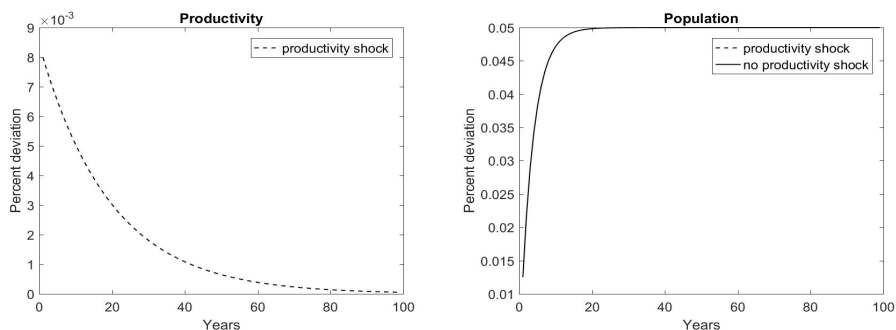 Productivity
×10-3
9
8
7
6
5
4
3
2
1
0
0 20 40 60 80 100
Percent deviation
Years
productivity shock
Population
0.05
0.045
0.04
0.035
0.03
0.025
0.02
0.015
0.01
0 20 40 60 80 100
Percent deviation
Years
productivity shock
no productivity shock